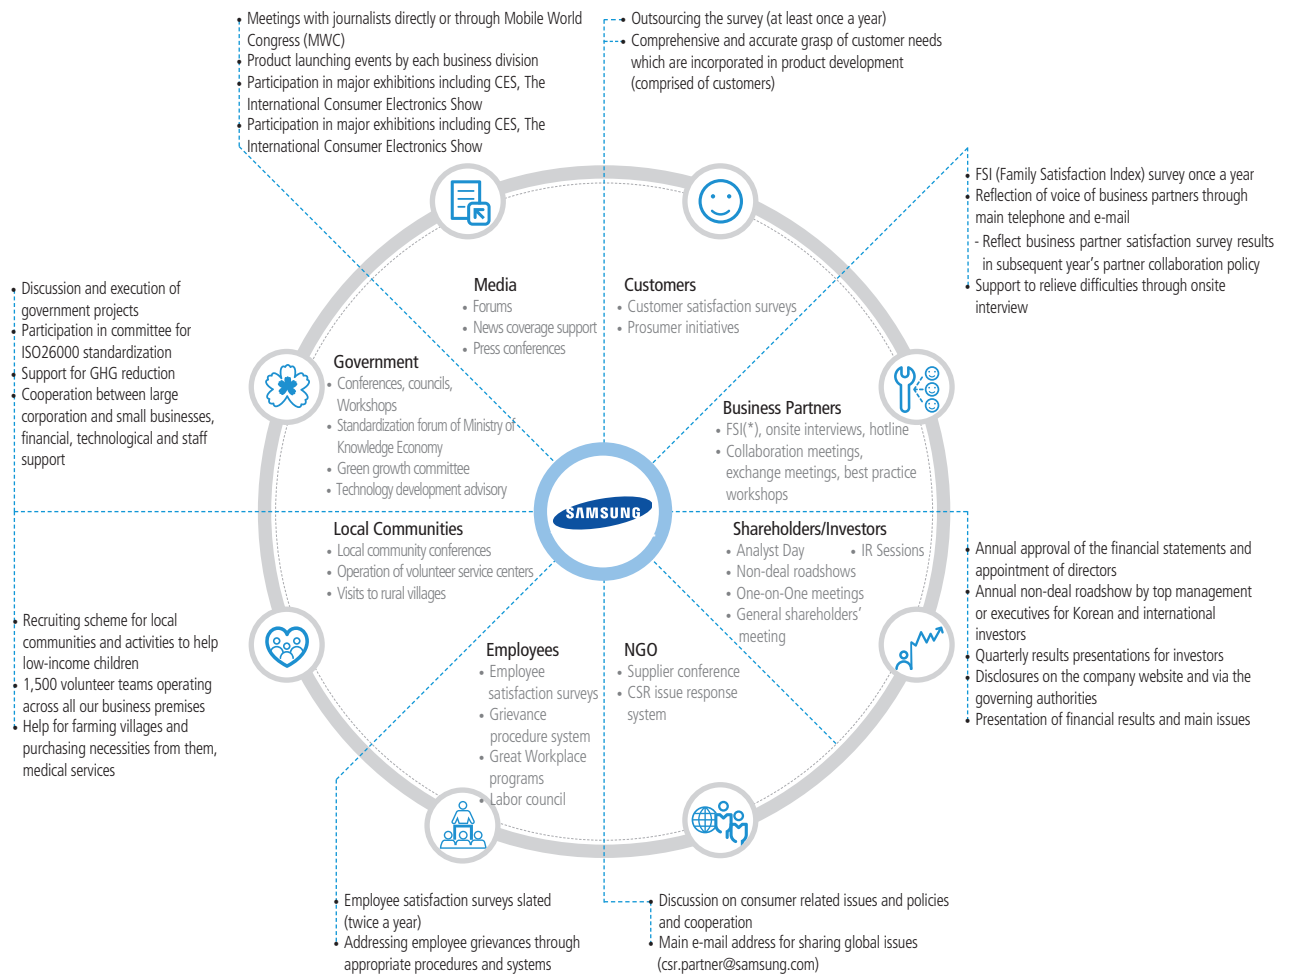 • Meetings with journalists directly or through Mobile World
Congress (MWC)
• Product launching events by each business division
• Participation in major exhibitions including CES, The
International Consumer Electronics Show
• Participation in major exhibitions including CES, The
International Consumer Electronics Show
• Outsourcing the survey (at least once a year)
• Comprehensive and accurate grasp of customer needs
which are incorporated in product development
(comprised of customers)
• FSI (Family Satisfaction Index) survey once a year
• Reflection of voice of business partners through
main telephone and e-mail
- Reflect business partner satisfaction survey results
in subsequent year's partner collaboration policy
• Support to relieve difficulties through onsite
interview
• Discussion and execution of
government projects
• Participation in committee for
ISO26000 standardization
• Support for GHG reduction
• Cooperation between large
corporation and small businesses,
financial, technological and staff
support
Media
• Forums
• News coverage support
• Press conferences
Customers
• Customer satisfaction surveys
• Prosumer initiatives
Government
• Conferences, councils,
Workshops
• Standardization forum of Ministry of
Knowledge Economy
• Green growth committee
• Technology development advisory
Business Partners
• FSI(*), onsite interviews, hotline
• Collaboration meetings,
exchange meetings, best practice
workshops
SAMSUNG
Local Communities
• Local community conferences
• Operation of volunteer service centers
• Visits to rural villages
Shareholders/Investors
• Analyst Day • IR Sessions
• Non-deal roadshows
• One-on-One meetings
• General shareholders'
meeting
• Annual approval of the financial statements and
appointment of directors
• Annual non-deal roadshow by top management
or executives for Korean and international
investors
• Quarterly results presentations for investors
• Disclosures on the company website and via the
governing authorities
• Presentation of financial results and main issues
• Recruiting scheme for local
communities and activities to help
low-income children
• 1,500 volunteer teams operating
across all our business premises
• Help for farming villages and
purchasing necessities from them,
medical services
Employees
• Employee
satisfaction surveys
• Grievance
procedure system
• Great Workplace
programs
• Labor council
NGO
• Supplier conference
• CSR issue response
system
• Employee satisfaction surveys slated
(twice a year)
• Addressing employee grievances through
appropriate procedures and systems
• Discussion on consumer related issues and policies
and cooperation
• Main e-mail address for sharing global issues
(csr.partner@samsung.com)